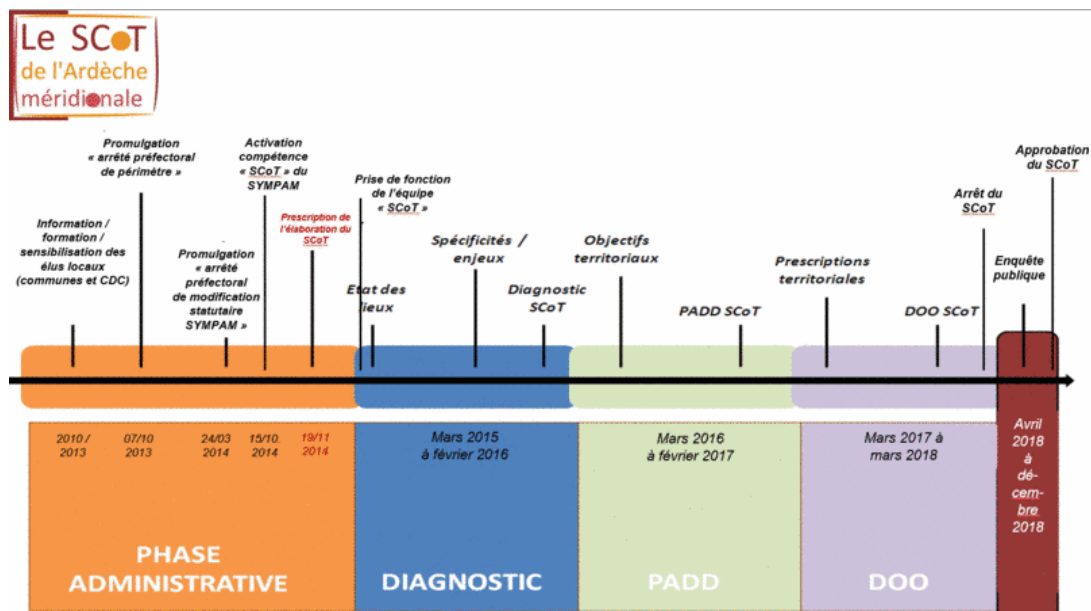 Le SCoT
de l'Ardèche
méridionale
Information /
formation /
sensibilisation des
élus locaux
(communes et CDC)
Promulgation
« arrêté préfectoral
de périmètre »
Promulgation
« arrêté
préfectoral
de modification
statutaire
SYMPAM »
Activation
compétence
« SCoT » du
SYMPAM
Prescription de
l'élaboration du
SCoT
Prise de fonction
de l'équipe
« SCoT »
Etat des
lieux
Spécificités /
enjeux
Diagnostic
SCoT
Objectifs
territoriaux
PADD SCoT
Prescriptions
territoriales
DOO SCoT
Arrêt du
SCoT
Enquête
publique
Approbation
du SCoT
2010 /
2013
07/10
2013
24/03
2014
15/10.
2014
19/11
2014
Mars 2015
à février 2016
Mars 2016
à février 2017
Mars 2017 à
mars 2018
Avril
2018
à
dé-
cem-
bre
2018
PHASE
ADMINISTRATIVE
DIAGNOSTIC
PADD
DOO